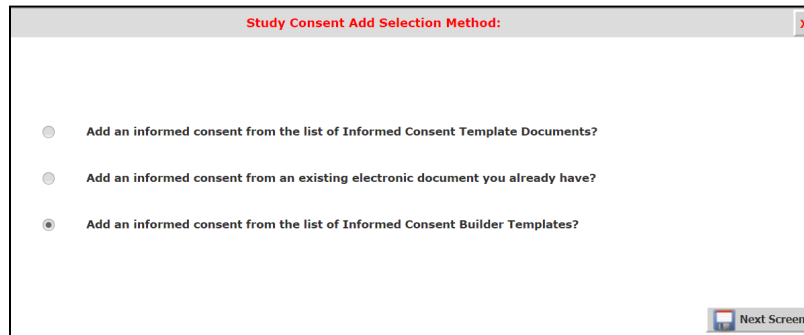 Study Consent Add Selection Method:
X
Add an informed consent from the list of Informed Consent Template Documents?
Add an informed consent from an existing electronic document you already have?
Add an informed consent from the list of Informed Consent Builder Templates?
Next Screen